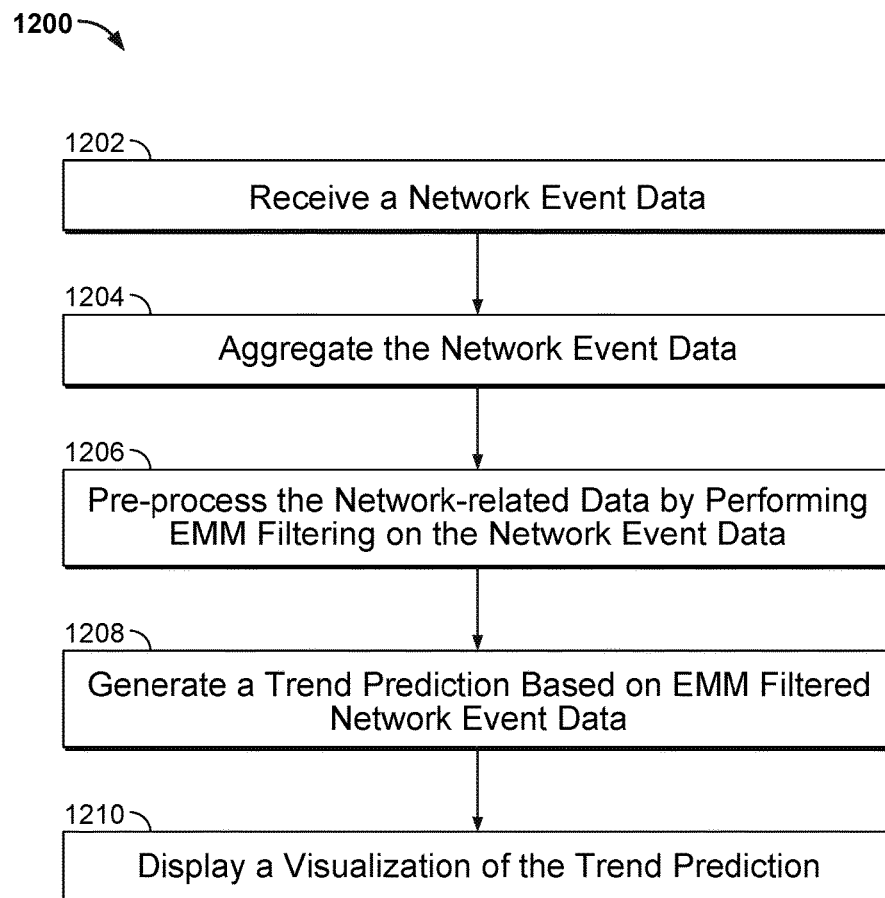 1200
1202
Receive a Network Event Data
1204
Aggregate the Network Event Data
1206
Pre-process the Network-related Data by Performing
EMM Filtering on the Network Event Data
1208
Generate a Trend Prediction Based on EMM Filtered
Network Event Data
1210
Display a Visualization of the Trend Prediction